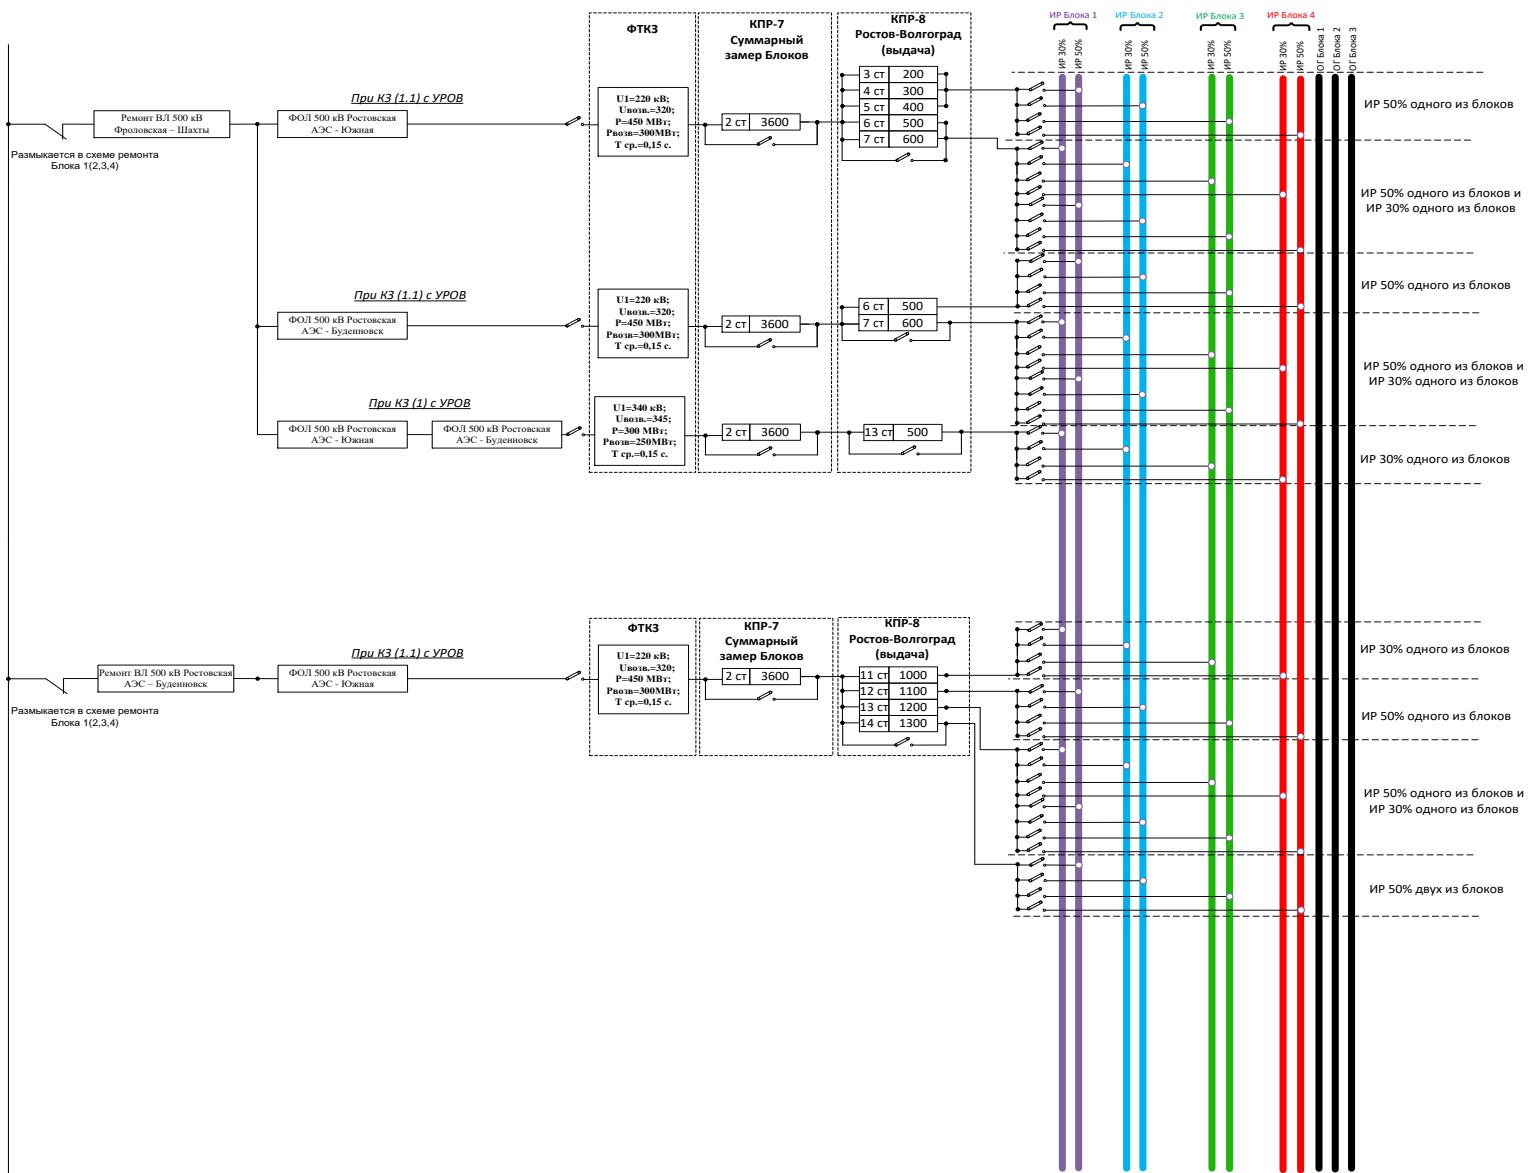 ИР Блока 1
ИР Блока 2
ИР Блока 3
ИР Блока 4
ИР 30%
ИР 50%
ИР 30%
ИР 50%
ИР 30%
ИР 50%
ИР 30%
ИР 50%
ОГ Блока 1
ОГ Блока 2
ОГ Блока 3
ФТКЗ
КПР-7
Суммарный
замер Блоков
КПР-8
Ростов-Волгоград
(выдача)
Размыкается в схеме ремонта
Блока 1(2,3,4)
Ремонт ВЛ 500 кВ
Фроловская – Шахты
При КЗ (1.1) с УРОВ
ФОЛ 500 кВ Ростовская
АЭС - Южная
U1=220 кВ;
Uвозв.=320;
P=450 МВт;
Pвозв=300МВт;
Т ср.=0,15 с.
2 ст 3600
3 ст 200
4 ст 300
5 ст 400
6 ст 500
7 ст 600
ИР 50% одного из блоков
ИР 50% одного из блоков и
ИР 30% одного из блоков
При КЗ (1.1) с УРОВ
ФОЛ 500 кВ Ростовская
АЭС - Буденновск
U1=220 кВ;
Uвозв.=320;
P=450 МВт;
Pвозв=300МВт;
Т ср.=0,15 с.
2 ст 3600
6 ст 500
7 ст 600
ИР 50% одного из блоков
ИР 50% одного из блоков и
ИР 30% одного из блоков
При КЗ (1) с УРОВ
ФОЛ 500 кВ Ростовская
АЭС - Южная
ФОЛ 500 кВ Ростовская
АЭС - Буденновск
U1=340 кВ;
Uвозв.=345;
P=300 МВт;
Pвозв=250МВт;
Т ср.=0,15 с.
2 ст 3600
13 ст 500
ИР 30% одного из блоков
ФТКЗ
КПР-7
Суммарный
замер Блоков
КПР-8
Ростов-Волгоград
(выдача)
Размыкается в схеме ремонта
Блока 1(2,3,4)
Ремонт ВЛ 500 кВ Ростовская
АЭС – Буденновск
При КЗ (1.1) с УРОВ
ФОЛ 500 кВ Ростовская
АЭС - Южная
U1=220 кВ;
Uвозв.=320;
P=450 МВт;
Pвозв=300МВт;
Т ср.=0,15 с.
2 ст 3600
11 ст 1000
12 ст 1100
13 ст 1200
14 ст 1300
ИР 30% одного из блоков
ИР 50% одного из блоков
ИР 50% одного из блоков и
ИР 30% одного из блоков
ИР 50% двух из блоков